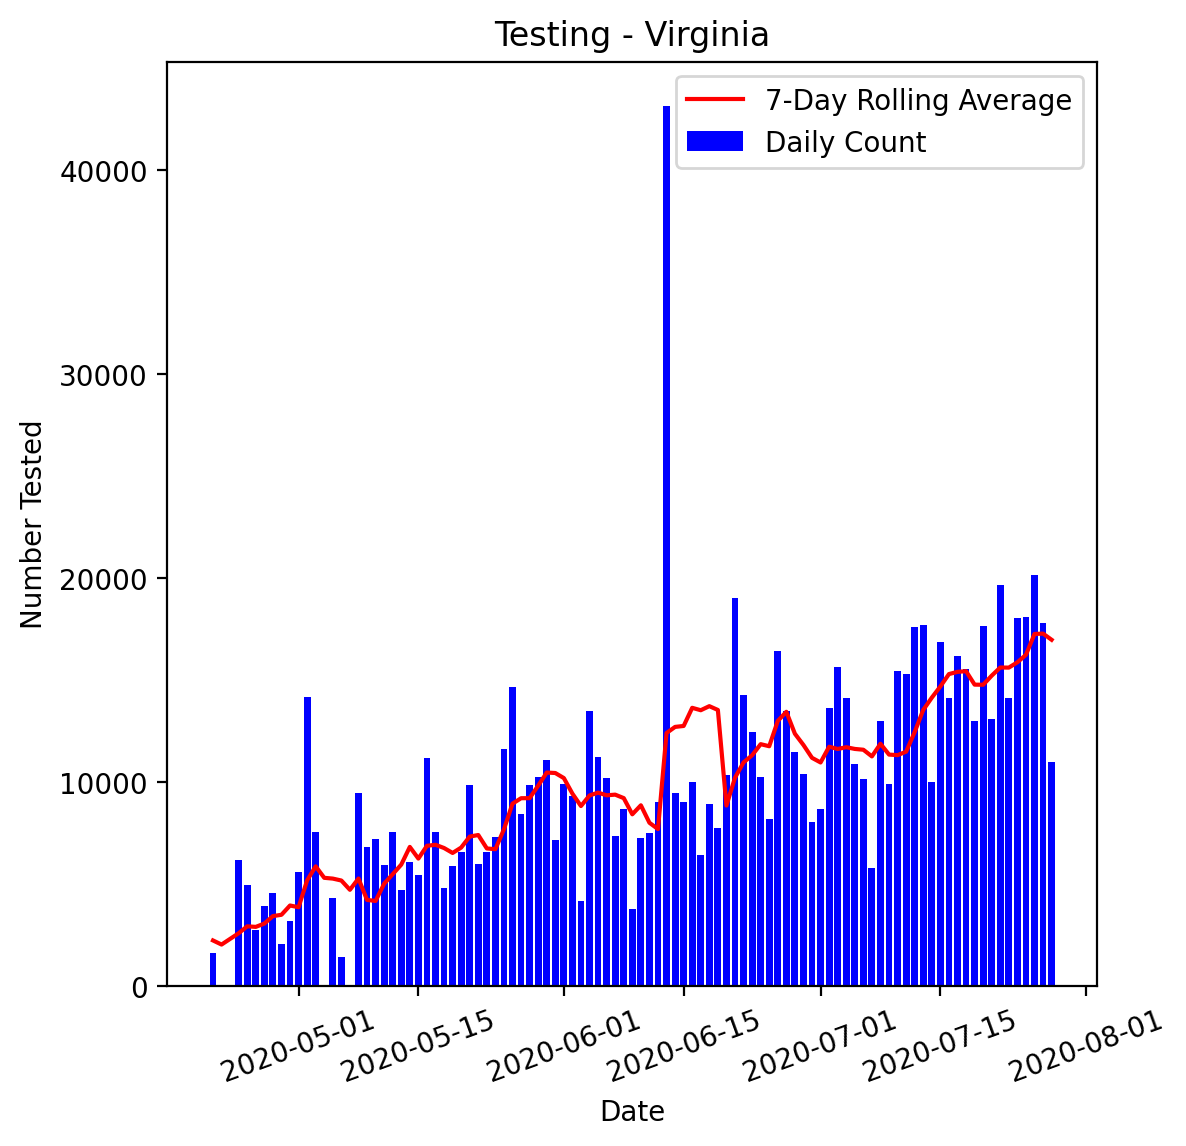 Testing - Virginia
7-Day Rolling Average
Daily Count
40000
30000
20000
10000
0
Number Tested
2020-05-01
2020-05-15
2020-06-01
2020-06-15
2020-07-01
2020-07-15
2020-08-01
Date